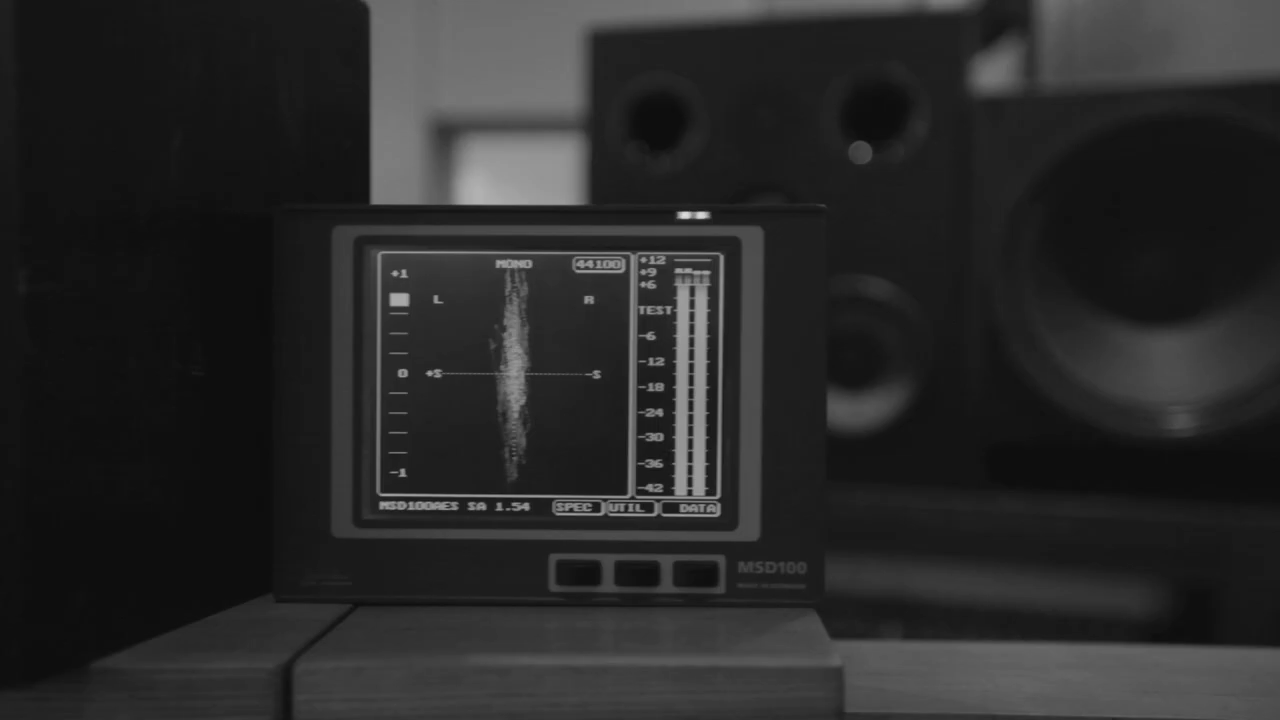 MONO 44100
+1
L R
0 +S -S
-1
+12
+9
+6
TEST
-6
-12
-18
-24
-30
-36
-42
MSD100AES SA 1.54 SPEC UTIL DATA
MSD100